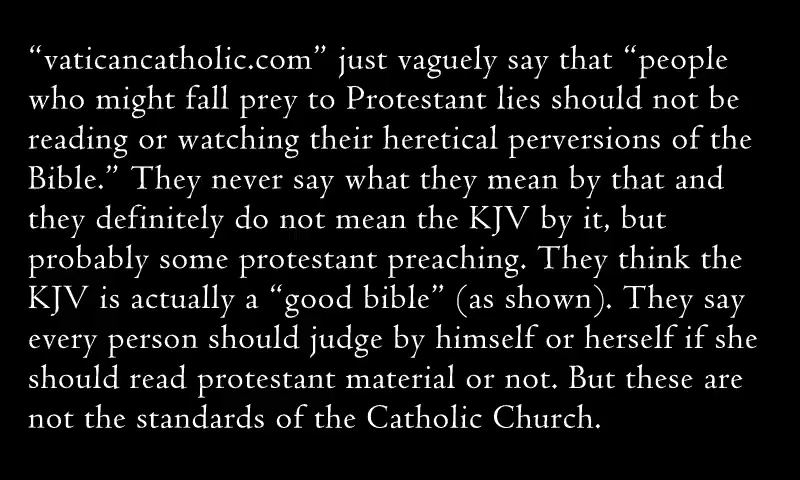 “vaticancatholic.com” just vaguely say that “people
who might fall prey to Protestant lies should not be
reading or watching their heretical perversions of the
Bible.” They never say what they mean by that and
they definitely do not mean the KJV by it, but
probably some protestant preaching. They think the
KJV is actually a “good bible” (as shown). They say
every person should judge by himself or herself if she
should read protestant material or not. But these are
not the standards of the Catholic Church.